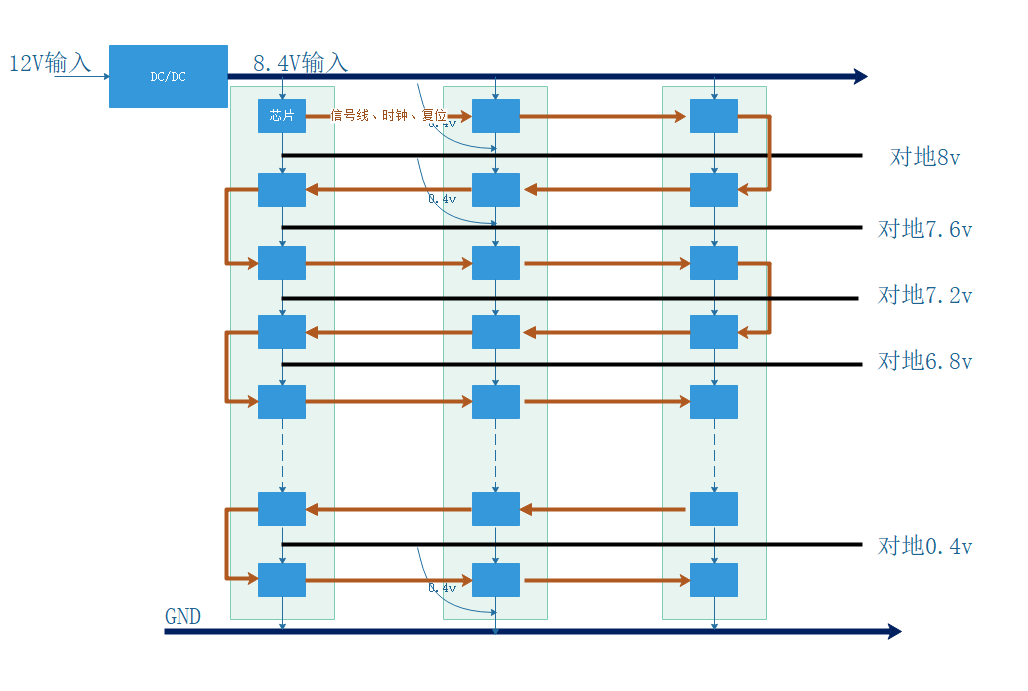 12V输入
DC/DC
8.4V输入
芯片
信号线、时钟、复位
0.4v
对地8v
0.4v
对地7.6v
对地7.2v
对地6.8v
对地0.4v
0.4v
GND